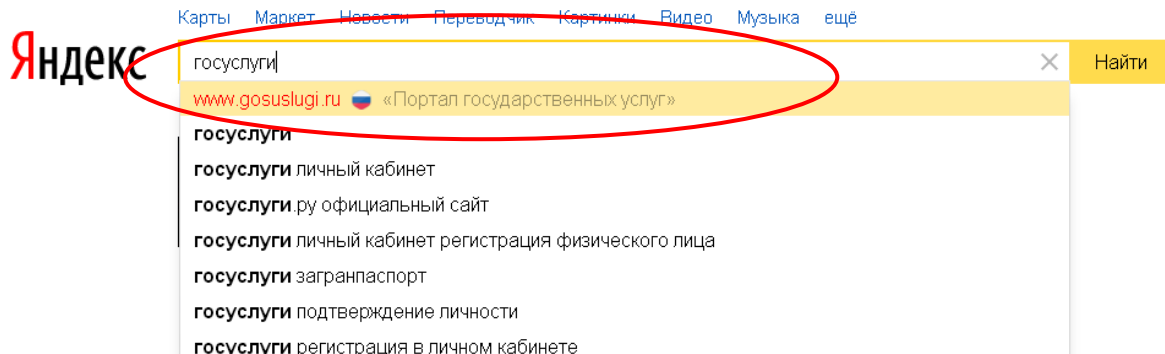 Карты Маркет Новости Переводчик Картинки Видео Музыка ещё
Яндекс
госуслуги
Найти
www.gosuslugi.ru «Портал государственных услуг»
госуслуги
госуслуги личный кабинет
госуслуги.ру официальный сайт
госуслуги личный кабинет регистрация физического лица
госуслуги загранпаспорт
госуслуги подтверждение личности
госуслуги регистрация в личном кабинете